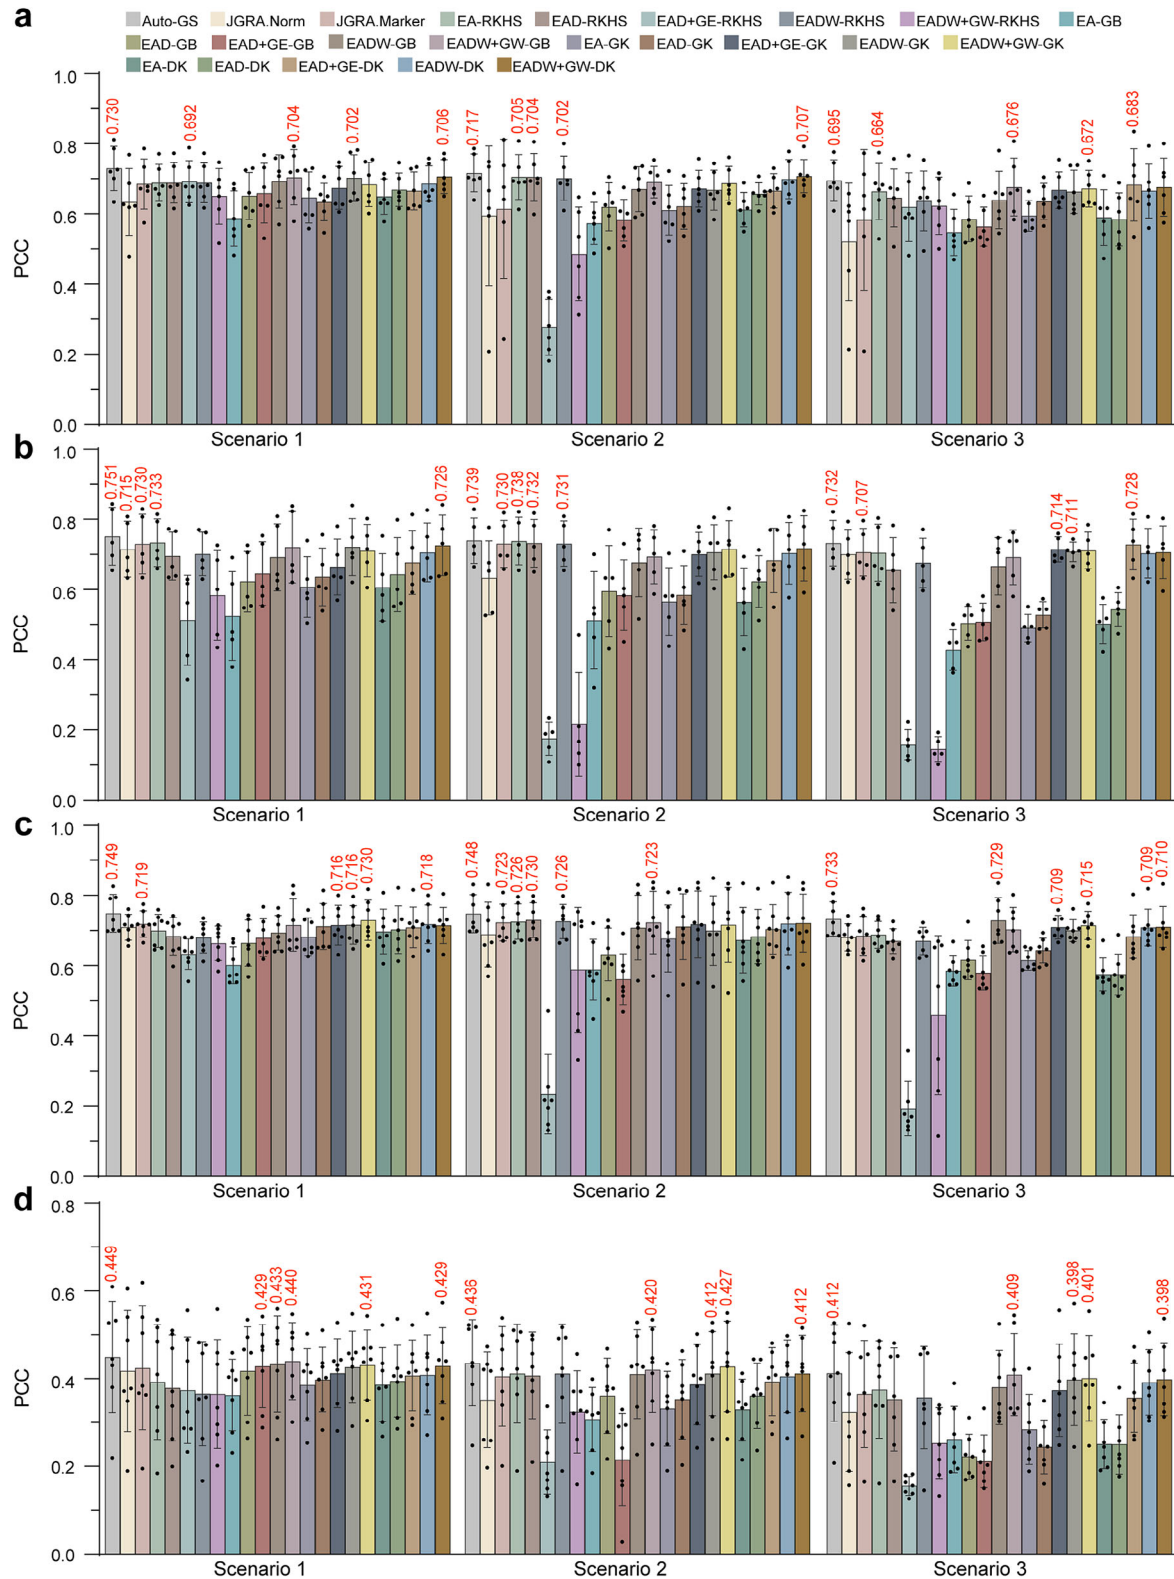 a
Auto-GS JGRA.Norm JGRA.Marker EA-RKHS EAD-RKHS EAD+GE-RKHS EADW-RKHS EADW+GW-RKHS EA-GB
EAD-GB EAD+GE-GB EADW-GB EADW+GW-GB EA-GK EAD-GK EAD+GE-GK EADW-GK EADW+GW-GK
EA-DK EAD-DK EAD+GE-DK EADW-DK EADW+GW-DK
1.0
0.8
0.6
0.4
0.2
0.0
PCC
0.730 0.692 0.704 0.702 0.706 0.717 0.705 0.704 0.702 0.707 0.695 0.664 0.676 0.672 0.683
Scenario 1 Scenario 2 Scenario 3
b
1.0
0.8
0.6
0.4
0.2
0.0
PCC
0.751 0.715 0.730 0.733 0.726 0.739 0.730 0.738 0.732 0.731 0.732 0.707 0.714 0.711 0.728
Scenario 1 Scenario 2 Scenario 3
c
1.0
0.8
0.6
0.4
0.2
0.0
PCC
0.749 0.719 0.716 0.716 0.730 0.718 0.748 0.723 0.726 0.730 0.726 0.723 0.733 0.729 0.709 0.715 0.709 0.710
Scenario 1 Scenario 2 Scenario 3
d
0.8
0.6
0.4
0.2
0.0
PCC
0.449 0.429 0.433 0.440 0.431 0.429 0.436 0.420 0.412 0.427 0.412 0.412 0.409 0.398 0.401 0.398
Scenario 1 Scenario 2 Scenario 3